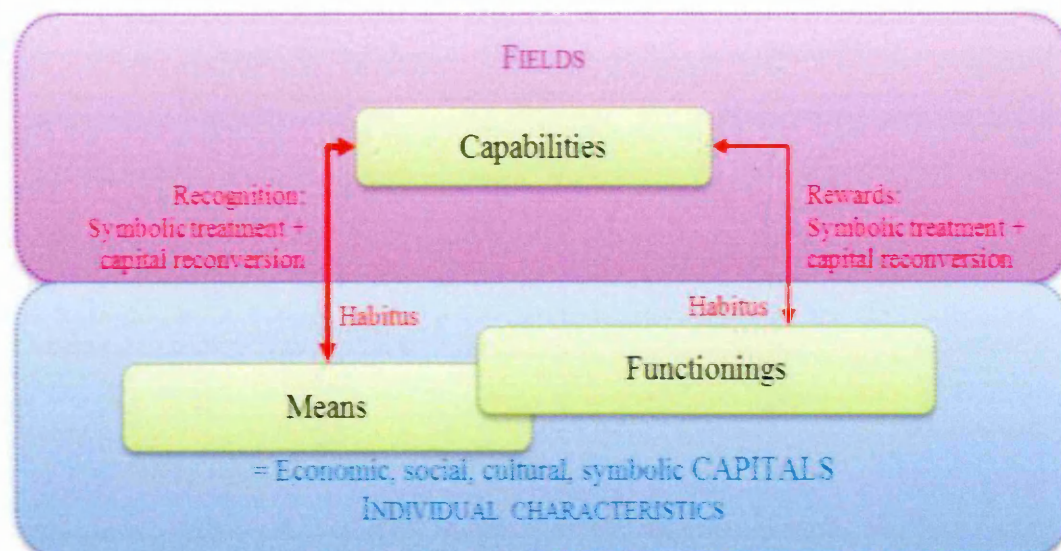 FIELDS
Capabilities
Recognition:
Symbolic treatment +
capital reconversion
Rewards:
Symbolic treatment +
capital reconversion
Habitus
Habitus
Functionings
Means
= Economic, social, cultural, symbolic CAPITALS
INDIVIDUAL CHARACTERISTICS